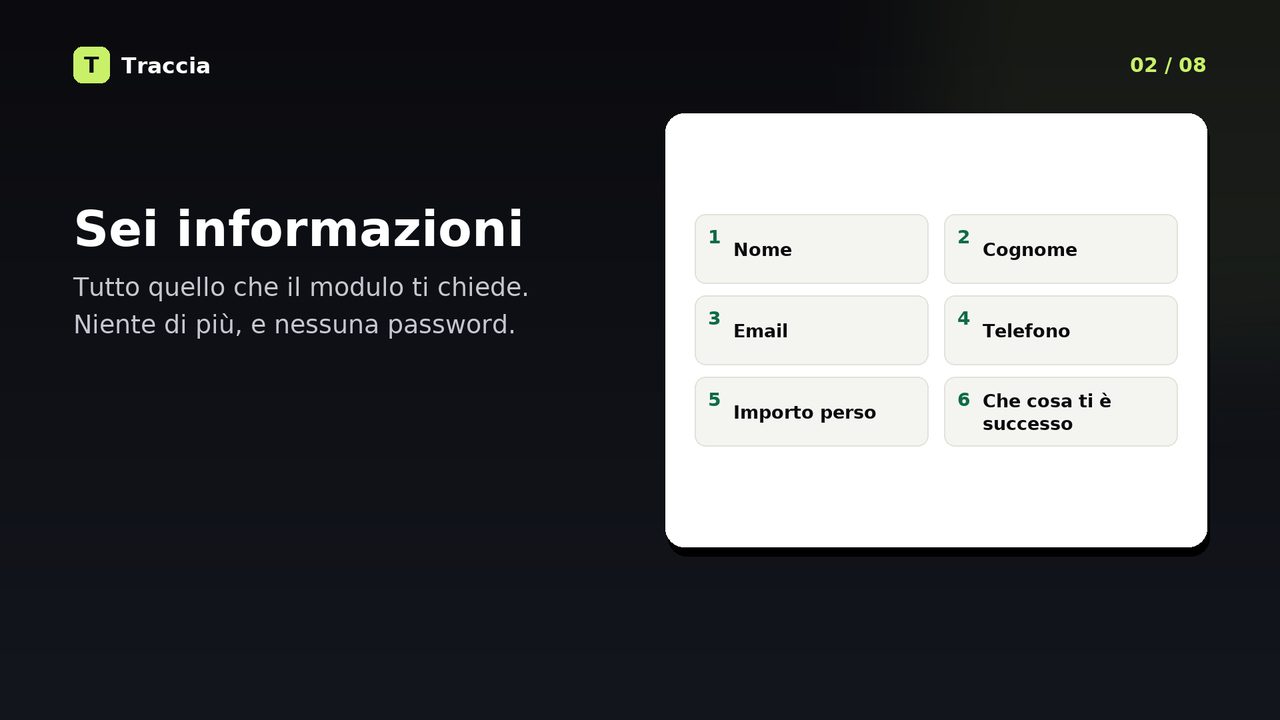 T Traccia
02 / 08
Sei informazioni
Tutto quello che il modulo ti chiede.
Niente di più, e nessuna password.
1 Nome
2 Cognome
3 Email
4 Telefono
5 Importo perso
6 Che cosa ti è
successo